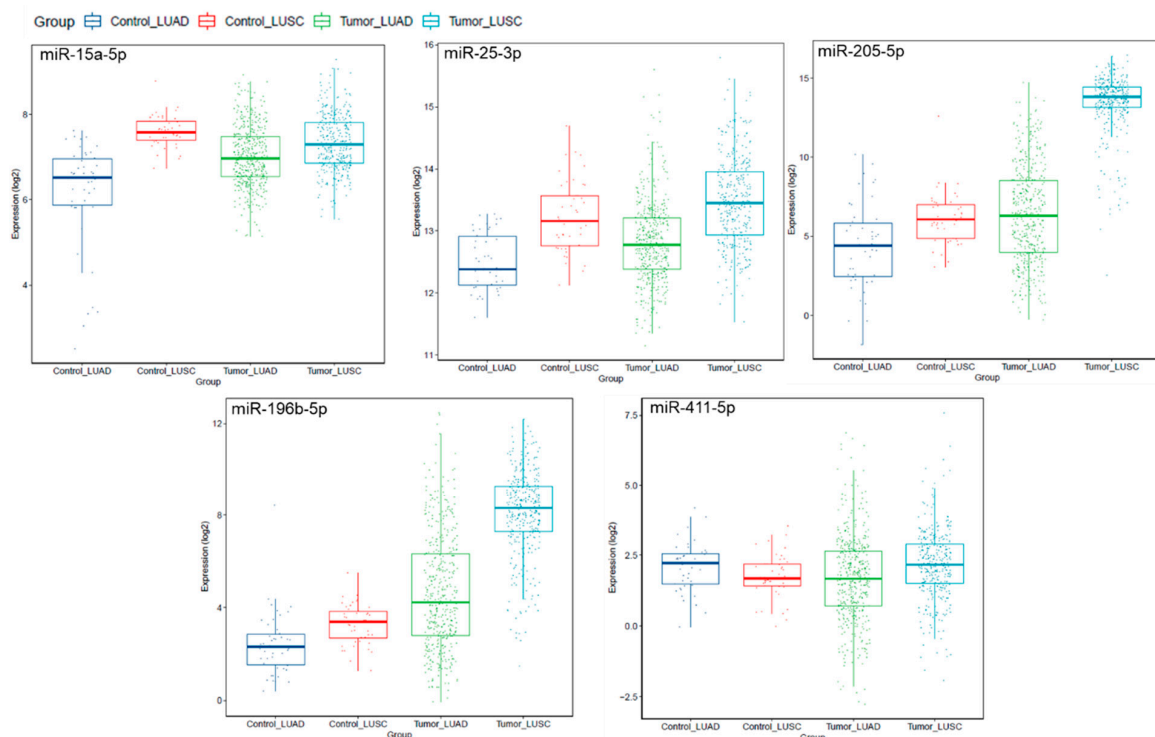 Group Control_LUAD Control_LUSC Tumor_LUAD Tumor_LUSC
miR-15a-5p
8
6
4
Expression (log2)
Control_LUAD Control_LUSC Tumor_LUAD Tumor_LUSC
Group
miR-25-3p
16
15
14
13
12
11
Expression (log2)
Control_LUAD Control_LUSC Tumor_LUAD Tumor_LUSC
Group
miR-205-5p
15
10
5
0
Expression (log2)
Control_LUAD Control_LUSC Tumor_LUAD Tumor_LUSC
Group
miR-196b-5p
12
8
4
0
Expression (log2)
Control_LUAD Control_LUSC Tumor_LUAD Tumor_LUSC
Group
miR-411-5p
7.5
5.0
2.5
0.0
−2.5
Expression (log2)
Control_LUAD Control_LUSC Tumor_LUAD Tumor_LUSC
Group